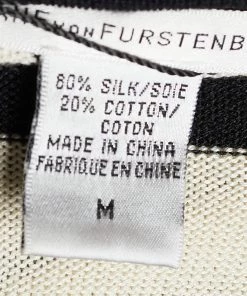 VON FURSTENB
80% SILK/SOIE
20% COTTON/
COTON
MADE IN CHINA
FABRIQUE EN CHINE
M